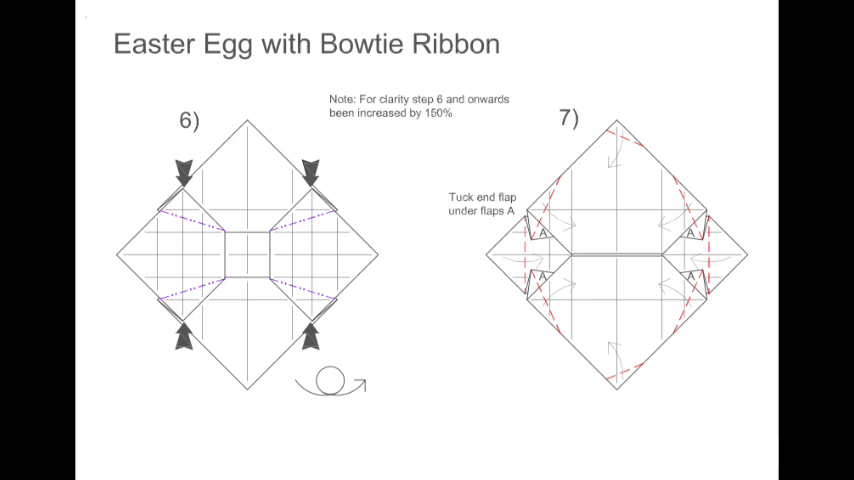 Easter Egg with Bowtie Ribbon
Note: For clarity step 6 and onwards
been increased by 150%
6)
7)
Tuck end flap
under flaps A
A
A
A
A